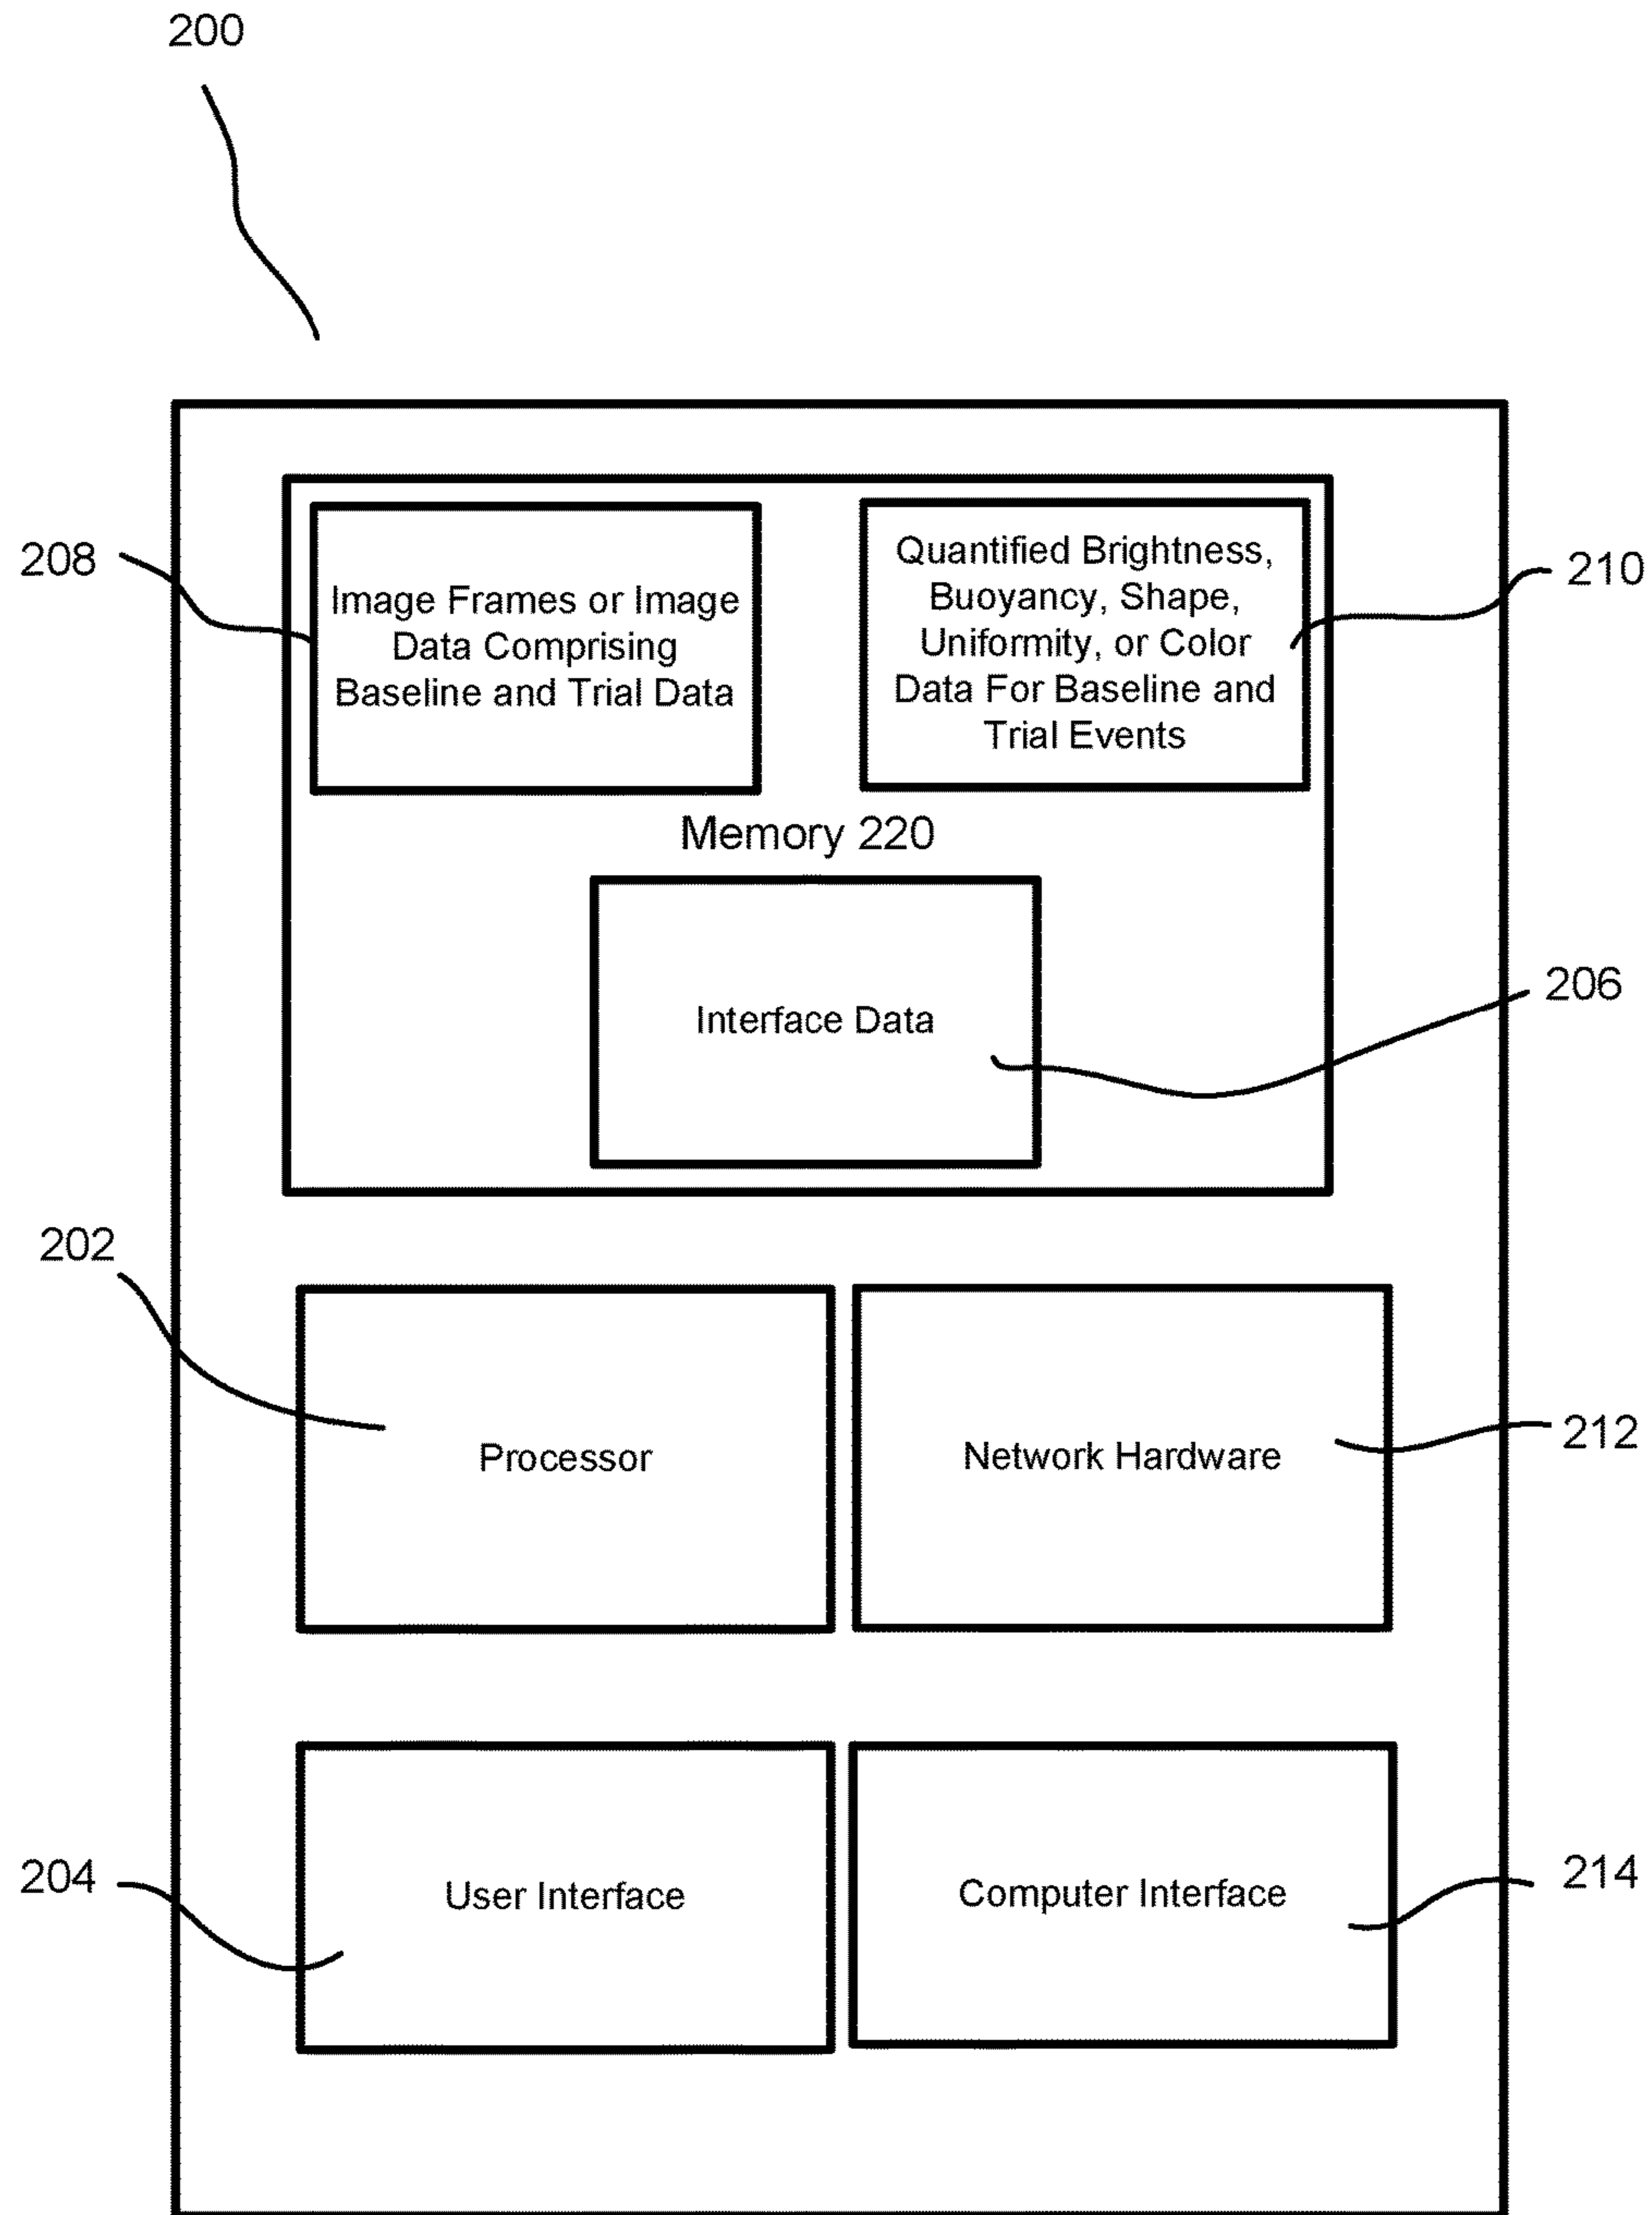 200
208
Image Frames or Image
Data Comprising
Baseline and Trial Data
Quantified Brightness,
Buoyancy, Shape,
Uniformity, or Color
Data For Baseline and
Trial Events
210
Memory 220
Interface Data
206
202
Processor
Network Hardware
212
204
User Interface
Computer Interface
214